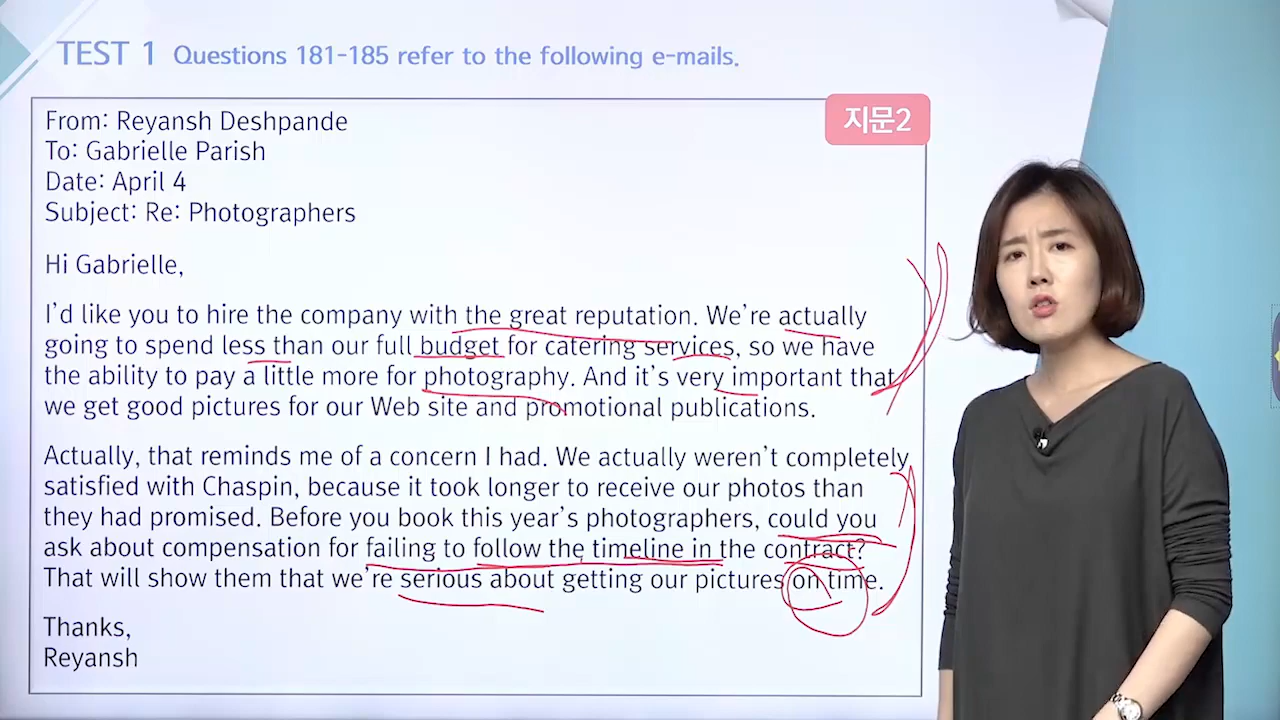 TEST 1 Questions 181-185 refer to the following e-mails.
지문2
From: Reyansh Deshpande
To: Gabrielle Parish
Date: April 4
Subject: Re: Photographers
Hi Gabrielle,
I'd like you to hire the company with the great reputation. We're actually
going to spend less than our full budget for catering services, so we have
the ability to pay a little more for photography. And it's very important that
we get good pictures for our Web site and promotional publications.
Actually, that reminds me of a concern I had. We actually weren't completely
satisfied with Chaspin, because it took longer to receive our photos than
they had promised. Before you book this year's photographers, could you
ask about compensation for failing to follow the timeline in the contract?
That will show them that we're serious about getting our pictures on time.
Thanks,
Reyansh